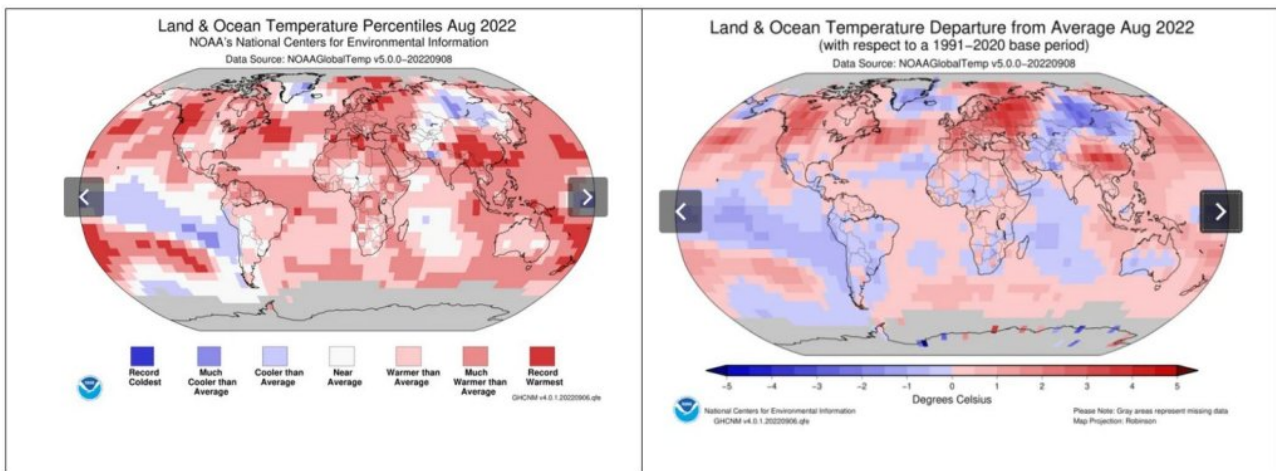 Land & Ocean Temperature Percentiles Aug 2022
NOAA's National Centers for Environmental Information
Data Source: NOAAGlobalTemp v5.0.0–20220908
Record
Coldest
Much
Cooler than
Average
Cooler than
Average
Near
Average
Warmer than
Average
Much
Warmer than
Average
Record
Warmest
GHCNM v4.0.1.20220906.qfe
Land & Ocean Temperature Departure from Average Aug 2022
(with respect to a 1991–2020 base period)
Data Source: NOAAGlobalTemp v5.0.0–20220908
–5 –4 –3 –2 –1 0 1 2 3 4 5
Degrees Celsius
National Centers for Environmental Information
GHCNM v4.0.1.20220906.qfe
Please Note: Gray areas represent missing data
Map Projection: Robinson